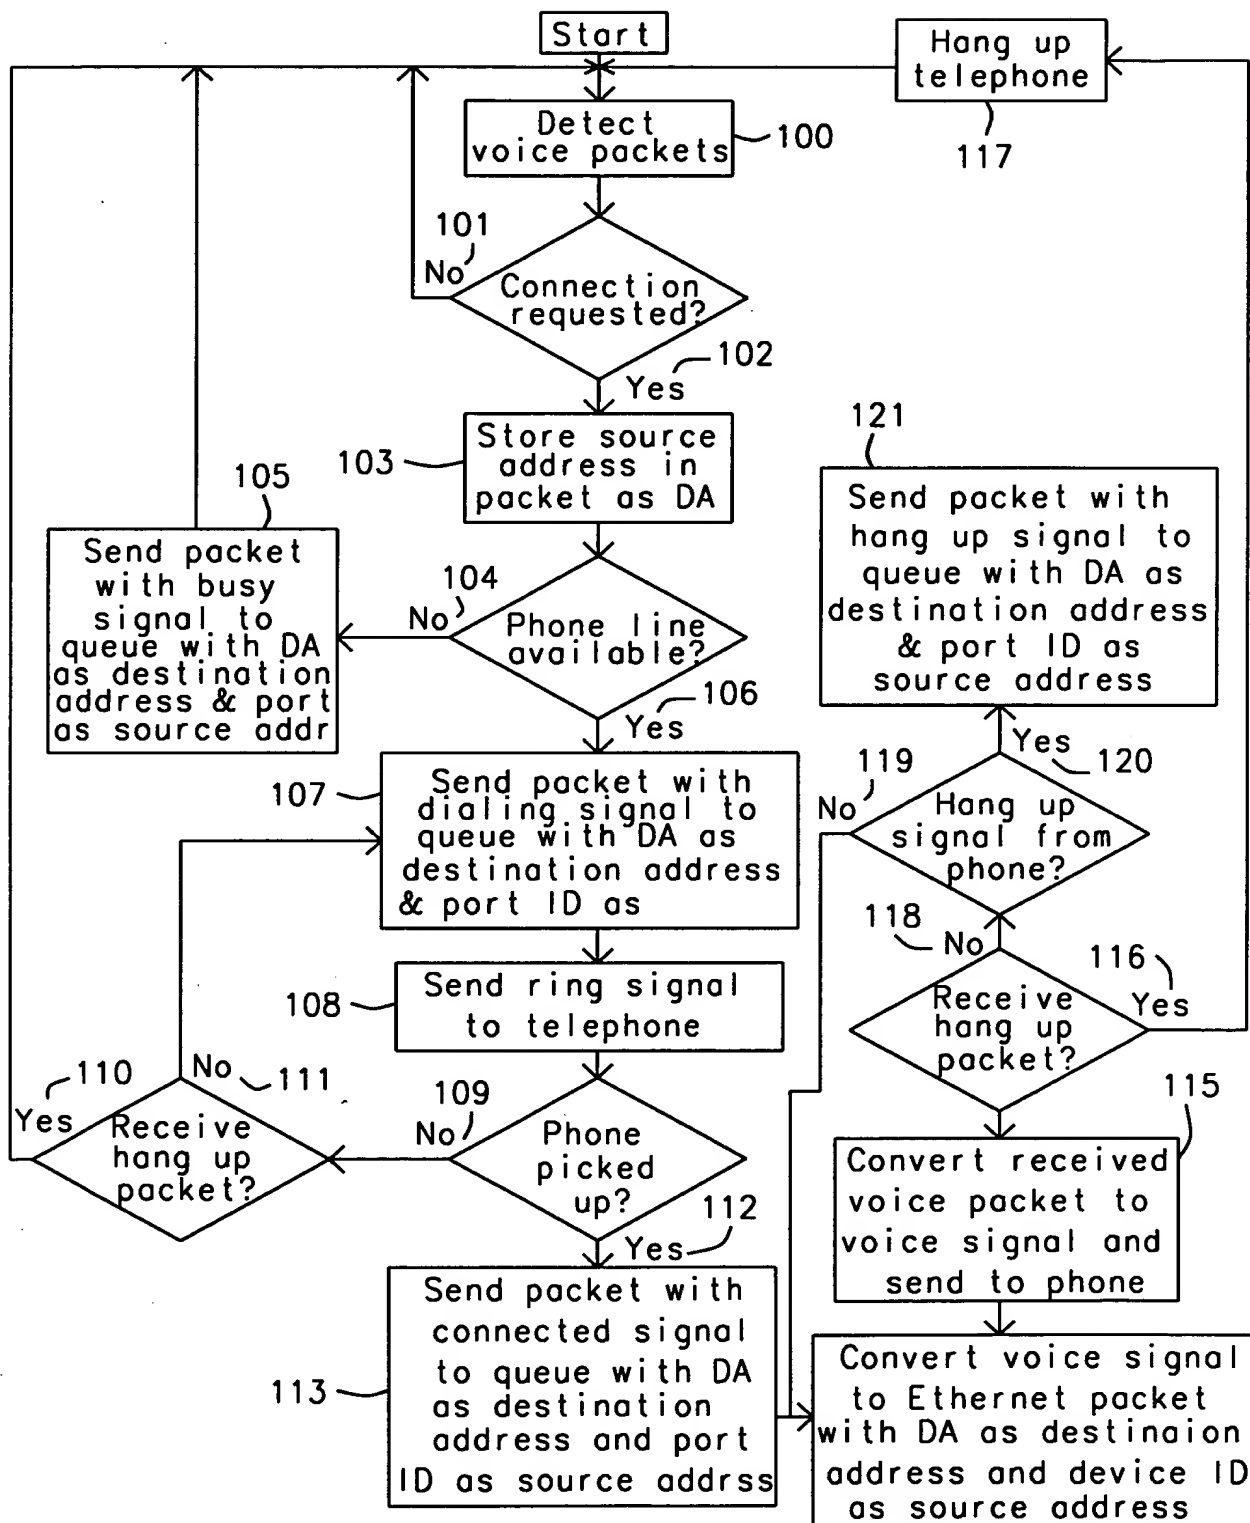 Start
Hang up
telephone
117
Detect
voice packets
100
101
No
Connection
requested?
102
Yes
Store source
address in
packet as DA
103
105
Send packet
with busy
signal to
queue with DA
as destination
address & port
as source addr
104
No
Phone line
available?
106
Yes
121
Send packet with
hang up signal to
queue with DA as
destination address
& port ID as
source address
107
Send packet with
dialing signal to
queue with DA as
destination address
& port ID as
119
No
Yes
120
Hang up
signal from
phone?
108
Send ring signal
to telephone
118
No
116
Yes
Receive
hang up
packet?
110
Yes
No
111
Receive
hang up
packet?
109
No
Phone
picked
up?
112
Yes
115
Convert received
voice packet to
voice signal and
send to phone
113
Send packet with
connected signal
to queue with DA
as destination
address and port
ID as source addrss
Convert voice signal
to Ethernet packet
with DA as destinaion
address and device ID
as source address